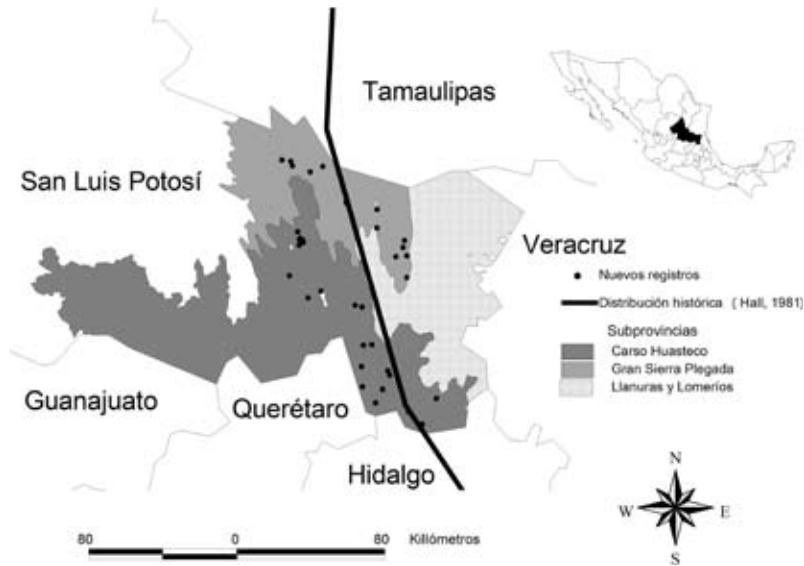 Tamaulipas
San Luis Potosí
Veracruz
Nuevos registros
Distribución histórica ( Hall, 1981)
Subprovincias
Carso Huasteco
Gran Sierra Plegada
Llanuras y Lomeríos
Guanajuato
Querétaro
Hidalgo
N
W
E
S
80
0
80
Killómetros